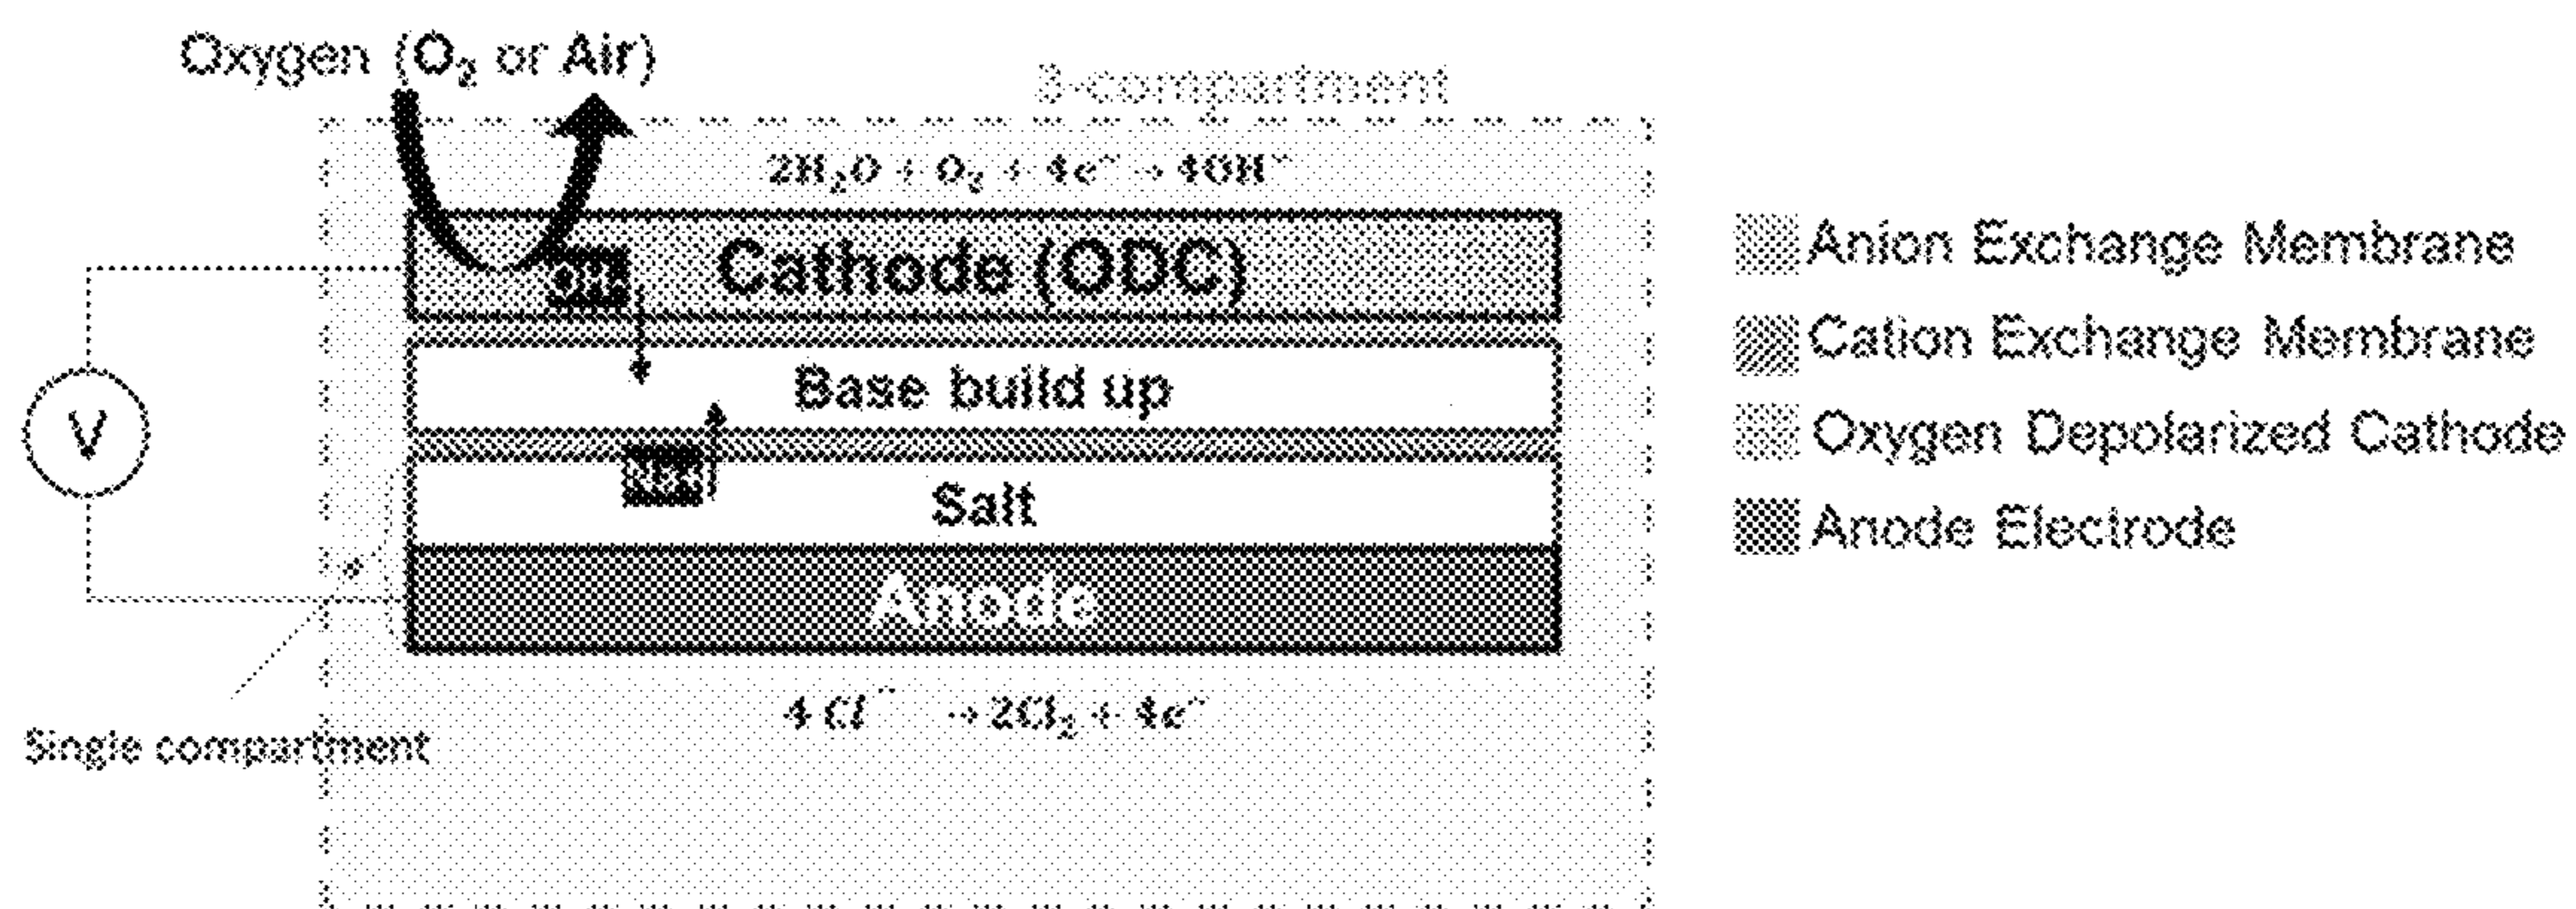 Oxygen (O₂ or Air)
3-compartment
2H₂O + O₂ + 4e⁻ → 4OH⁻
Cathode (ODC)
Base build up
Salt
Anode
4 Cl⁻ → 2Cl₂ + 4e⁻
V
Single compartment
Anion Exchange Membrane
Cation Exchange Membrane
Oxygen Depolarized Cathode
Anode Electrode